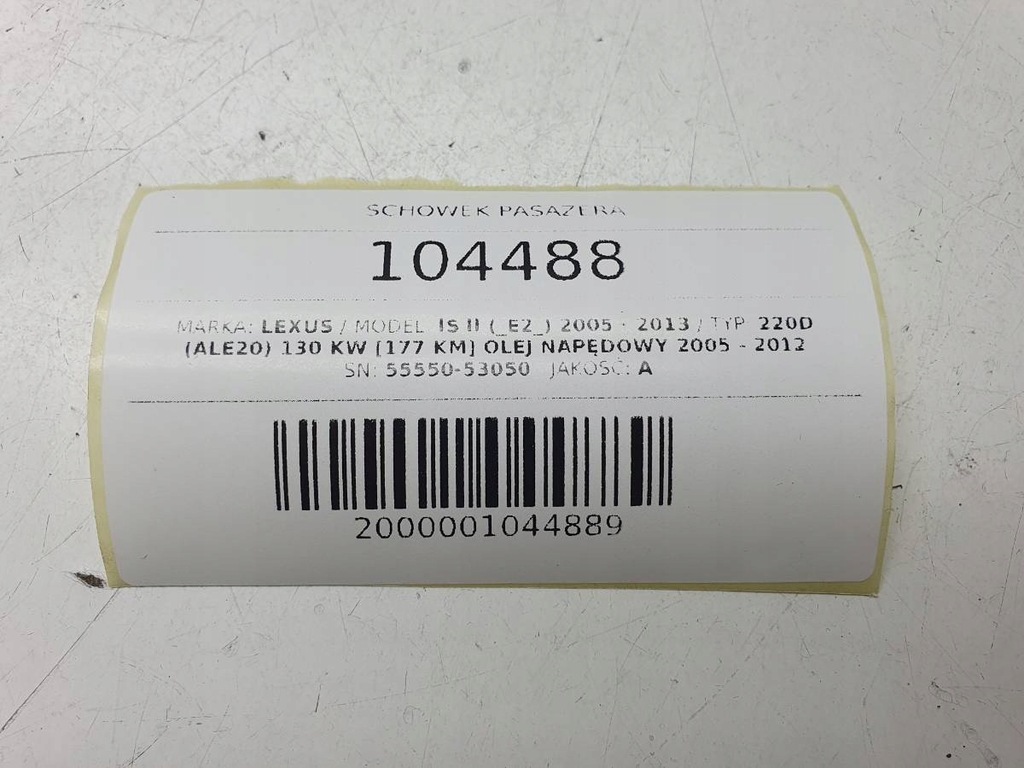 SCHOWEK PASAŻERA
104488
MARKA: LEXUS / MODEL: IS II (_E2_) 2005 - 2013 / TYP: 220D
(ALE20) 130 KW [177 KM] OLEJ NAPĘDOWY 2005 - 2012
SN: 55550-53050 JAKOŚĆ: A
2000001044889